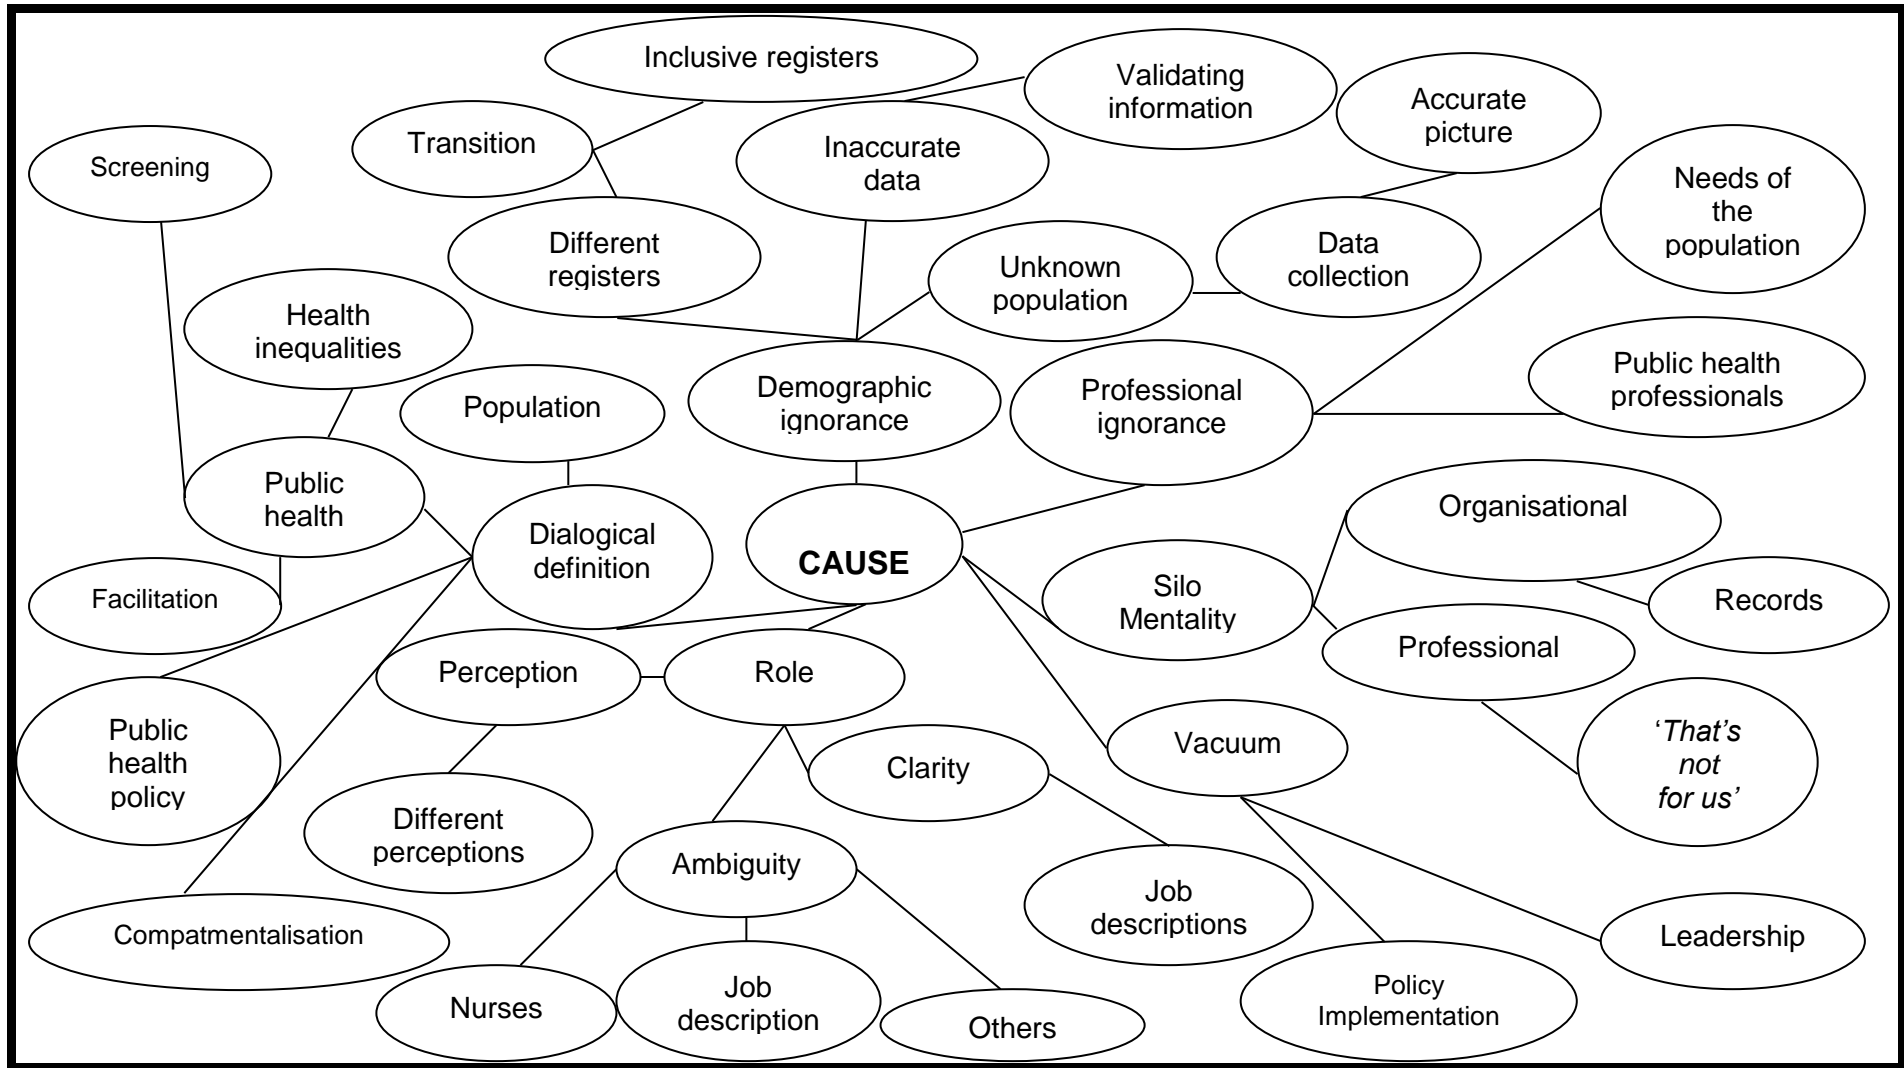 Inclusive registers
Validating
information
Accurate
picture
Transition
Inaccurate
data
Screening
Needs of
the
population
Different
registers
Unknown
population
Data
collection
Health
inequalities
Public health
professionals
Population
Demographic
ignorance
Professional
ignorance
Public
health
Organisational
Dialogical
definition
CAUSE
Silo
Mentality
Facilitation
Records
Professional
Perception
Role
Public
health
policy
Vacuum
‘That’s
not
for us’
Clarity
Different
perceptions
Ambiguity
Job
descriptions
Compatmentalisation
Leadership
Nurses
Job
description
Others
Policy
Implementation